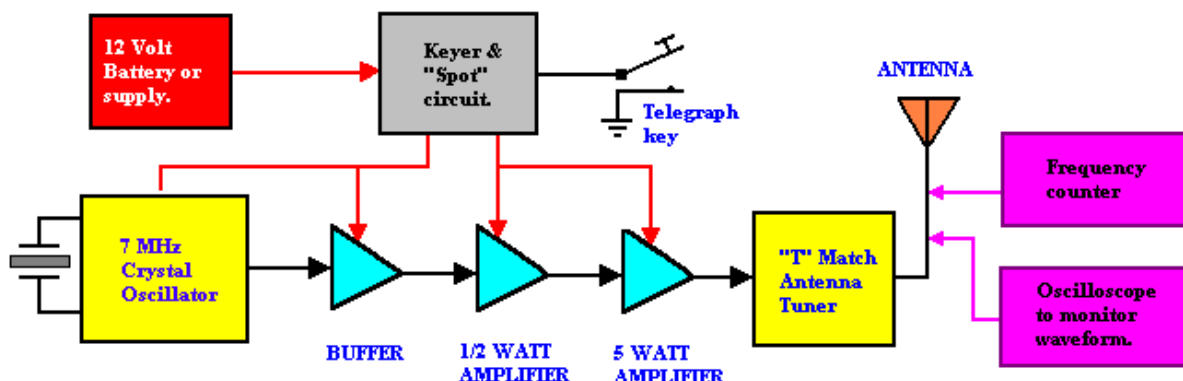 12 Volt
Battery or
supply.
Keyer &
"Spot"
circuit.
Telegraph
key
ANTENNA
Frequency
counter
7 MHz
Crystal
Oscillator
"T" Match
Antenna
Tuner
Oscilloscope
to monitor
waveform.
BUFFER
1/2 WATT
AMPLIFIER
5 WATT
AMPLIFIER